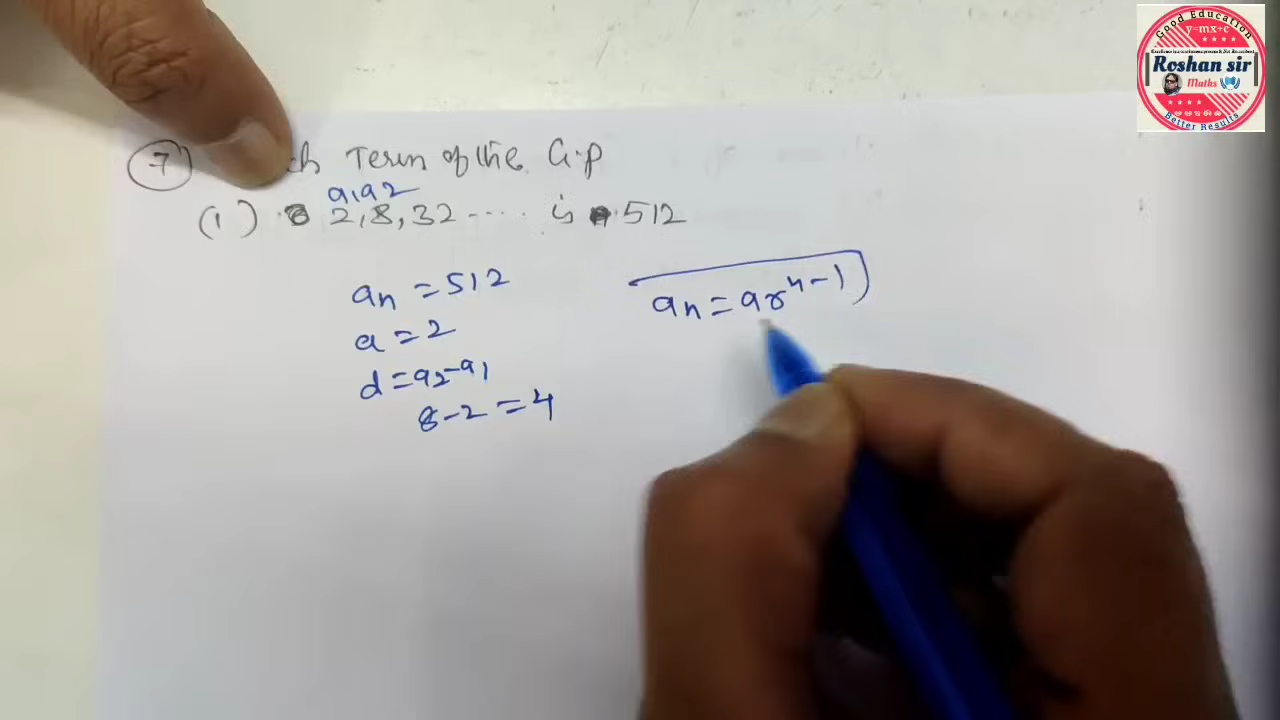 Good Education
y=mx+c
Roshan sir
Maths
Better Results
7 Term of the G.P
(1) 2,8,32.... is 512
a1 a2
an = 512
a = 2
d = a2-a1
8-2 = 4
an = ar^n-1